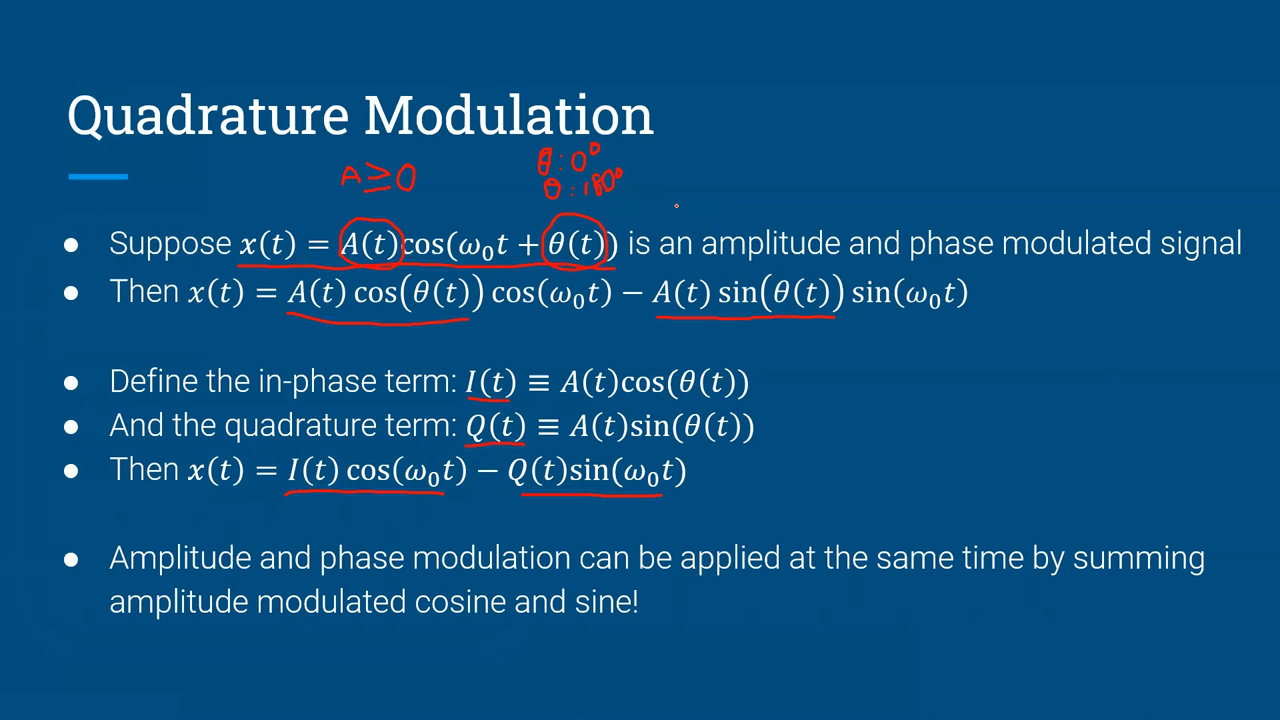 Quadrature Modulation
A ≥ 0
θ : 0°
θ : 180°
● Suppose x(t) = A(t)cos(ω₀t + θ(t)) is an amplitude and phase modulated signal
● Then x(t) = A(t) cos(θ(t)) cos(ω₀t) − A(t) sin(θ(t)) sin(ω₀t)
● Define the in-phase term: I(t) ≡ A(t)cos(θ(t))
● And the quadrature term: Q(t) ≡ A(t)sin(θ(t))
● Then x(t) = I(t) cos(ω₀t) − Q(t)sin(ω₀t)
● Amplitude and phase modulation can be applied at the same time by summing
amplitude modulated cosine and sine!